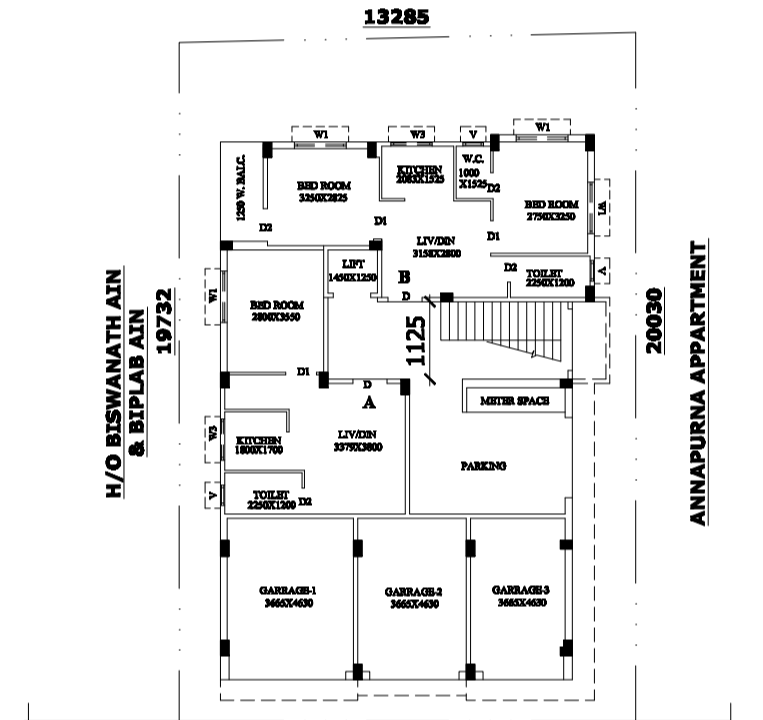 13285
W1
W3
V
W1
1250 W. BALC.
BED ROOM
3250X2825
KITCHEN
2083X1525
W.C.
1000
X1525
D2
BED ROOM
2750X3250
W1
D2
D1
D1
LIV/DIN
3158X2800
LIFT
1450X1250
B
D
D2
TOILET
2250X1200
V
H/O BISWANATH AIN
& BIPLAB AIN
19732
W1
BED ROOM
2800X3550
1125
20030
ANNAPURNA APPARTMENT
D1
D
A
METER SPACE
W3
KITCHEN
1800X1700
LIV/DIN
3379X3800
PARKING
V
TOILET
2250X1200
D2
GARRAGE-1
3665X4630
GARRAGE-2
3665X4630
GARRAGE-3
3665X4630